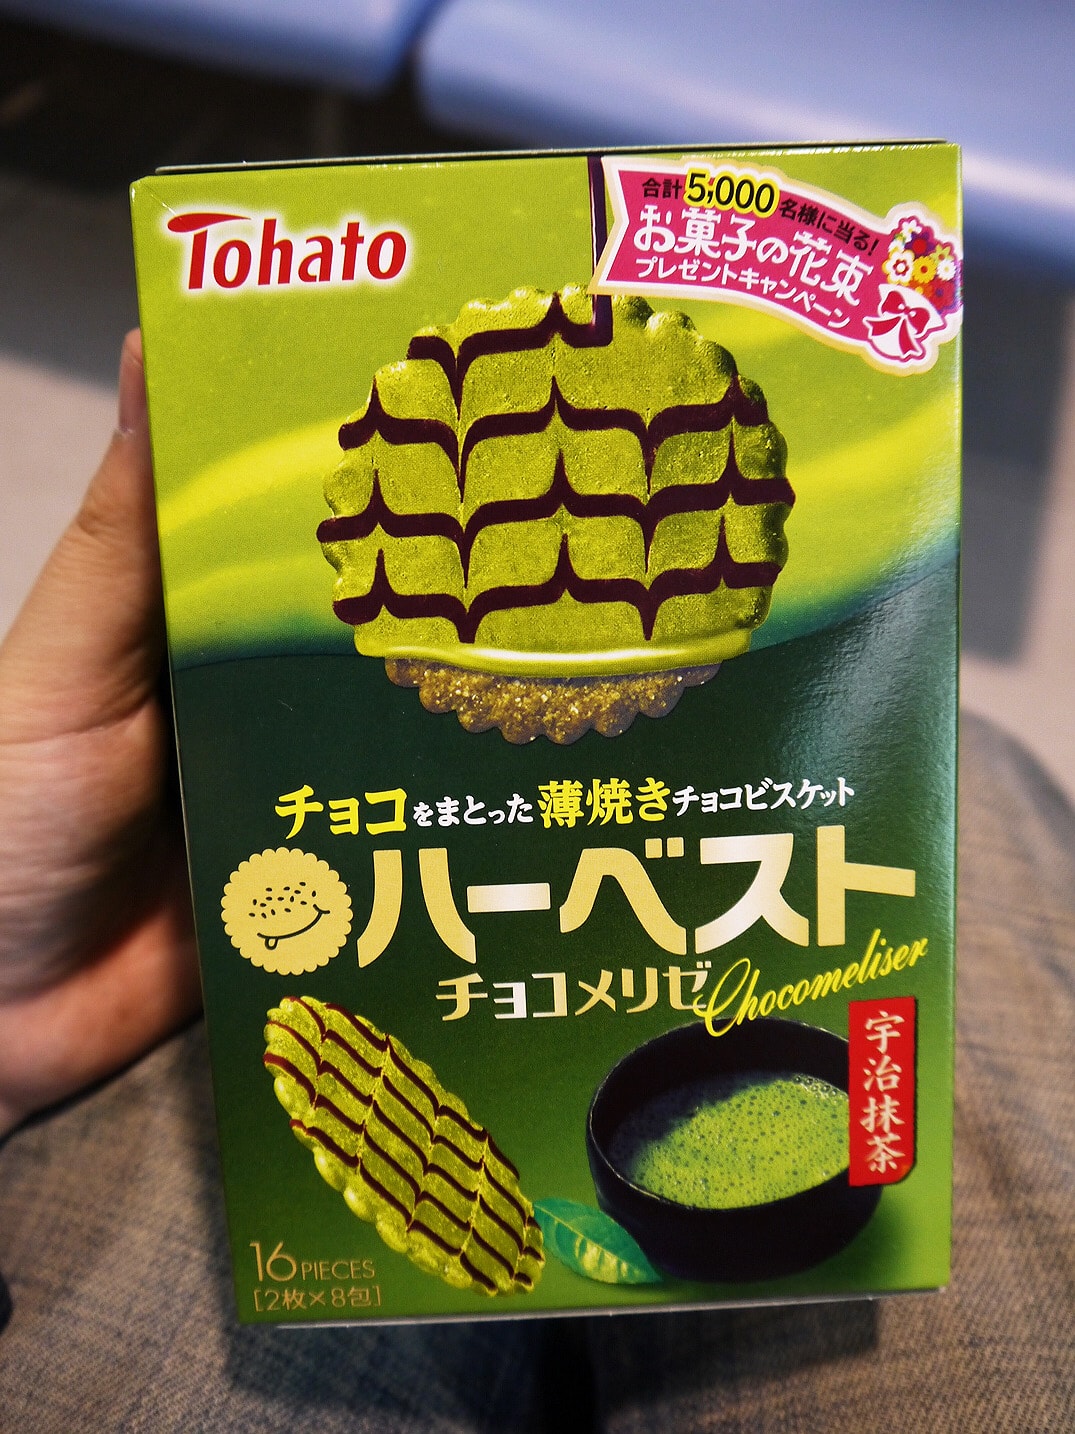 Tohato
合計5,000名様に当る!
お菓子の花束
プレゼントキャンペーン
チョコをまとった薄焼きチョコビスケット
ハーベスト
チョコメリゼ
Chocomeliser
宇治抹茶
16 PIECES
[2枚×8包]